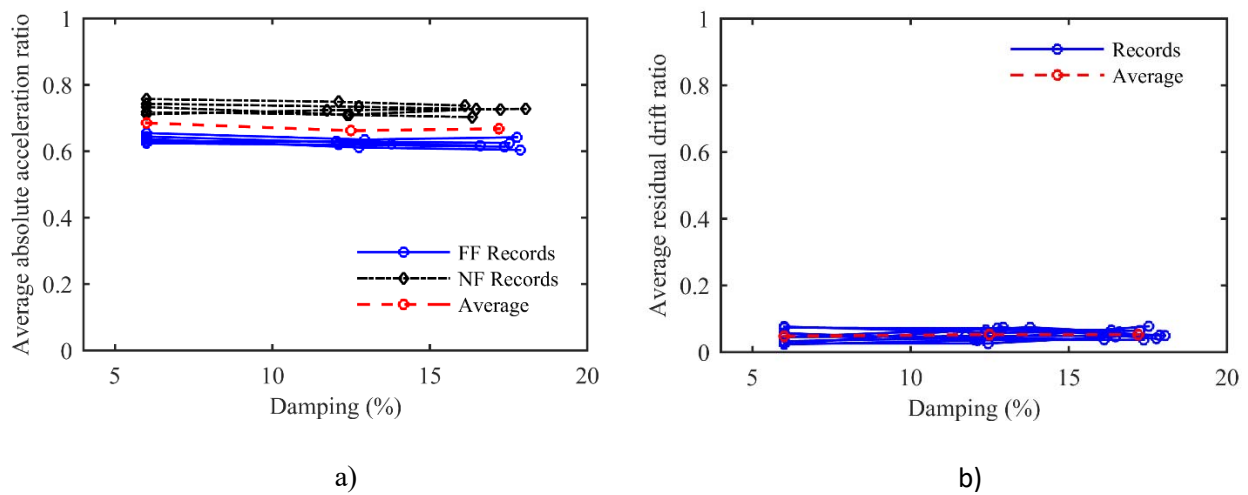 Average absolute acceleration ratio
1
0.8
0.6
0.4
0.2
0
5
10
15
20
Damping (%)
FF Records
NF Records
Average
a)
Average residual drift ratio
1
0.8
0.6
0.4
0.2
0
5
10
15
20
Damping (%)
Records
Average
b)